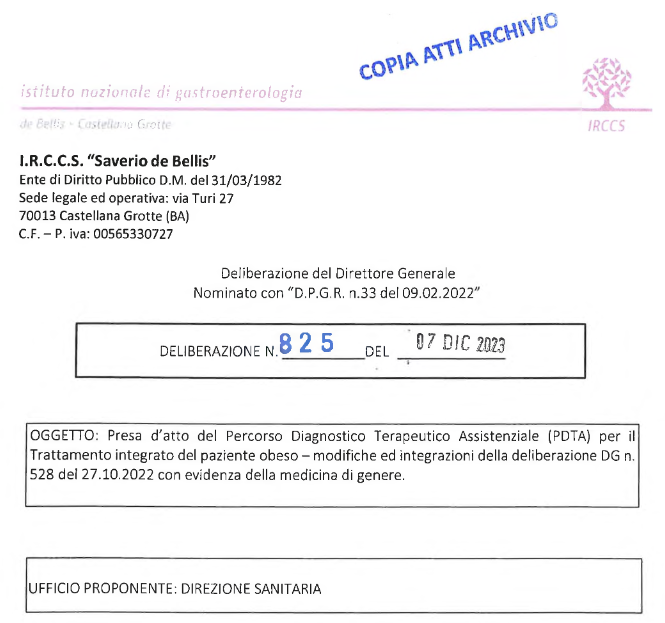 COPIA ATTI ARCHIVIO
istituto nazionale di gastroenterologia
de Bellis - Castellana Grotte
IRCCS
I.R.C.C.S. “Saverio de Bellis”
Ente di Diritto Pubblico D.M. del 31/03/1982
Sede legale ed operativa: via Turi 27
70013 Castellana Grotte (BA)
C.F. – P. iva: 00565330727
Deliberazione del Direttore Generale
Nominato con “D.P.G.R. n.33 del 09.02.2022”
DELIBERAZIONE N. 825 DEL 07 DIC 2023
OGGETTO: Presa d’atto del Percorso Diagnostico Terapeutico Assistenziale (PDTA) per il
Trattamento integrato del paziente obeso – modifiche ed integrazioni della deliberazione DG n.
528 del 27.10.2022 con evidenza della medicina di genere.
UFFICIO PROPONENTE: DIREZIONE SANITARIA